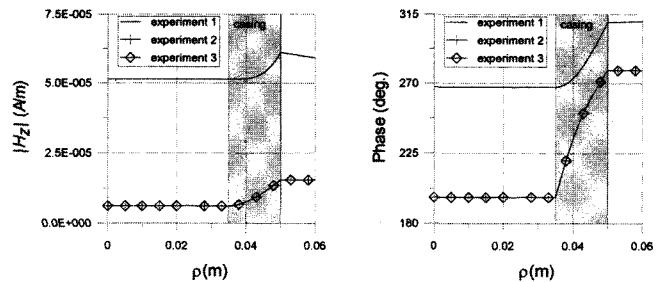 7.5E-005
5.0E-005
2.5E-005
0.0E+000
|Hz| (A/m)
experiment 1
experiment 2
experiment 3
casing
0 0.02 0.04 0.06
ρ(m)
315
270
225
180
Phase (deg.)
experiment 1
experiment 2
experiment 3
casing
0 0.02 0.04 0.06
ρ(m)